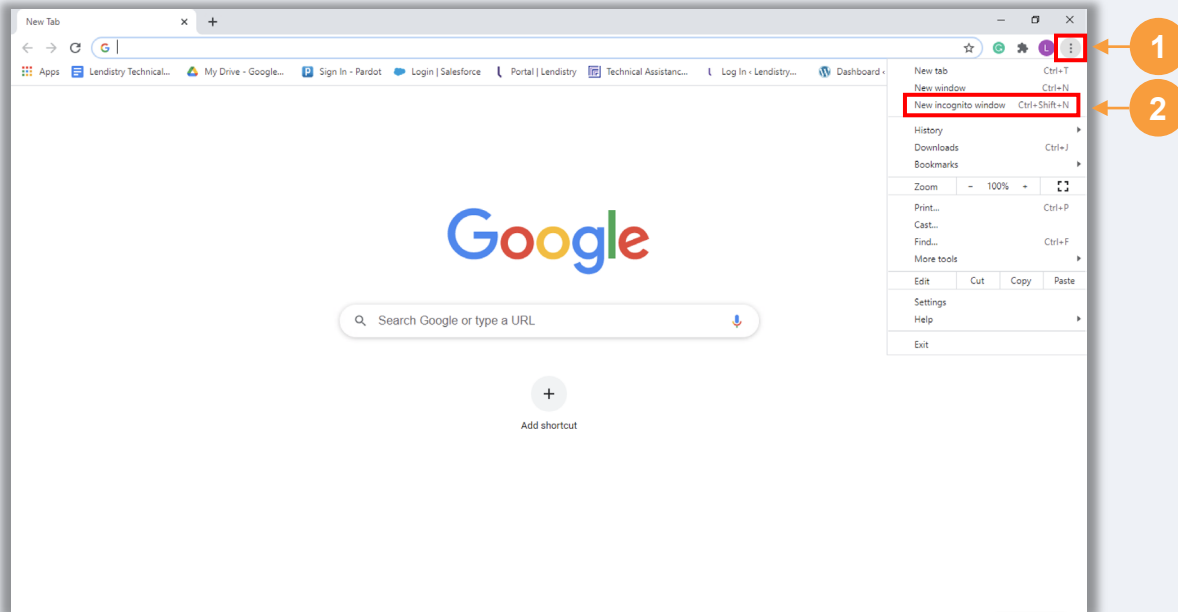 New Tab
1
G
L
Apps Lendistry Technical... My Drive - Google... Sign In - Pardot Login | Salesforce Portal | Lendistry Technical Assistanc... Log In ‹ Lendistry... Dashboard ‹
New tab Ctrl+T
New window Ctrl+N
New incognito window Ctrl+Shift+N
2
History
Downloads Ctrl+J
Bookmarks
Zoom - 100% +
Print... Ctrl+P
Cast...
Find... Ctrl+F
More tools
Edit Cut Copy Paste
Settings
Help
Exit
Google
Search Google or type a URL
Add shortcut